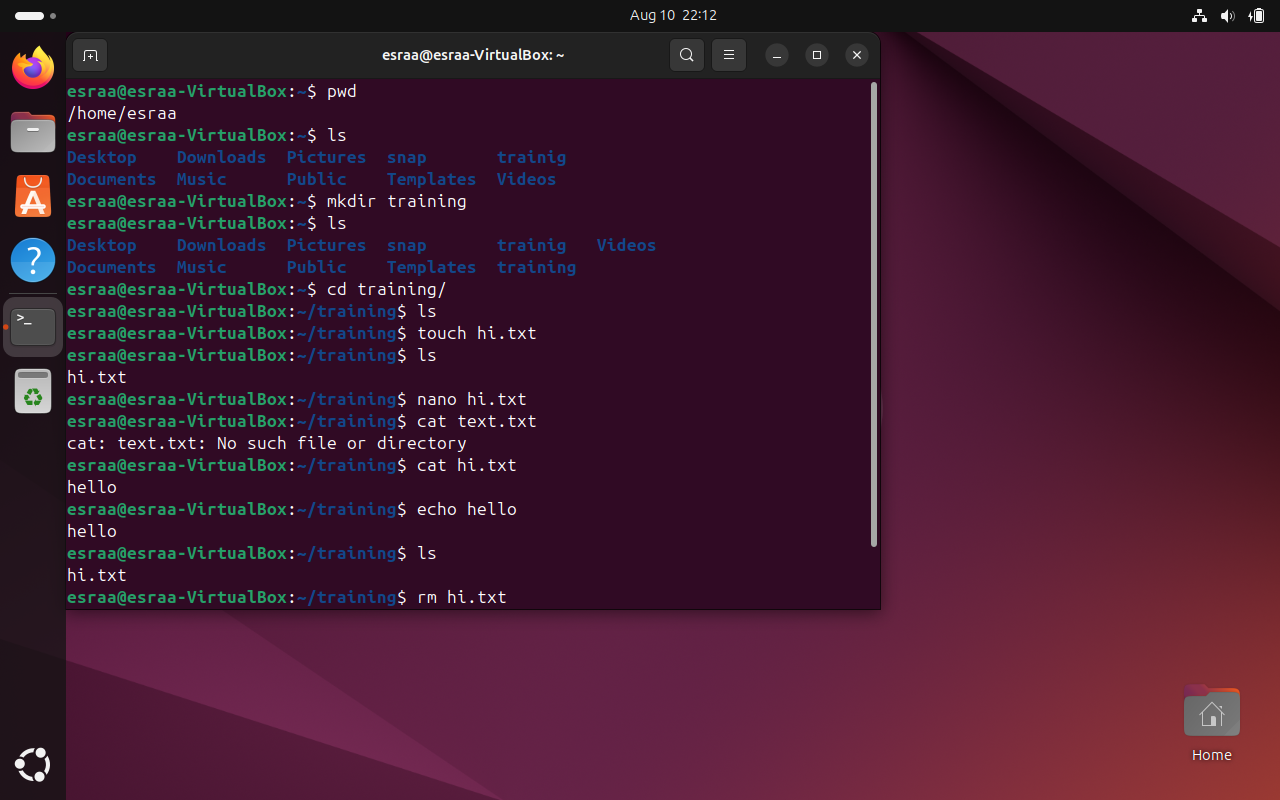 Aug 10 22:12
esraa@esraa-VirtualBox: ~
esraa@esraa-VirtualBox:~$ pwd
/home/esraa
esraa@esraa-VirtualBox:~$ ls
Desktop Downloads Pictures snap trainig
Documents Music Public Templates Videos
esraa@esraa-VirtualBox:~$ mkdir training
esraa@esraa-VirtualBox:~$ ls
Desktop Downloads Pictures snap trainig Videos
Documents Music Public Templates training
esraa@esraa-VirtualBox:~$ cd training/
esraa@esraa-VirtualBox:~/training$ ls
esraa@esraa-VirtualBox:~/training$ touch hi.txt
esraa@esraa-VirtualBox:~/training$ ls
hi.txt
esraa@esraa-VirtualBox:~/training$ nano hi.txt
esraa@esraa-VirtualBox:~/training$ cat text.txt
cat: text.txt: No such file or directory
esraa@esraa-VirtualBox:~/training$ cat hi.txt
hello
esraa@esraa-VirtualBox:~/training$ echo hello
hello
esraa@esraa-VirtualBox:~/training$ ls
hi.txt
esraa@esraa-VirtualBox:~/training$ rm hi.txt
Home